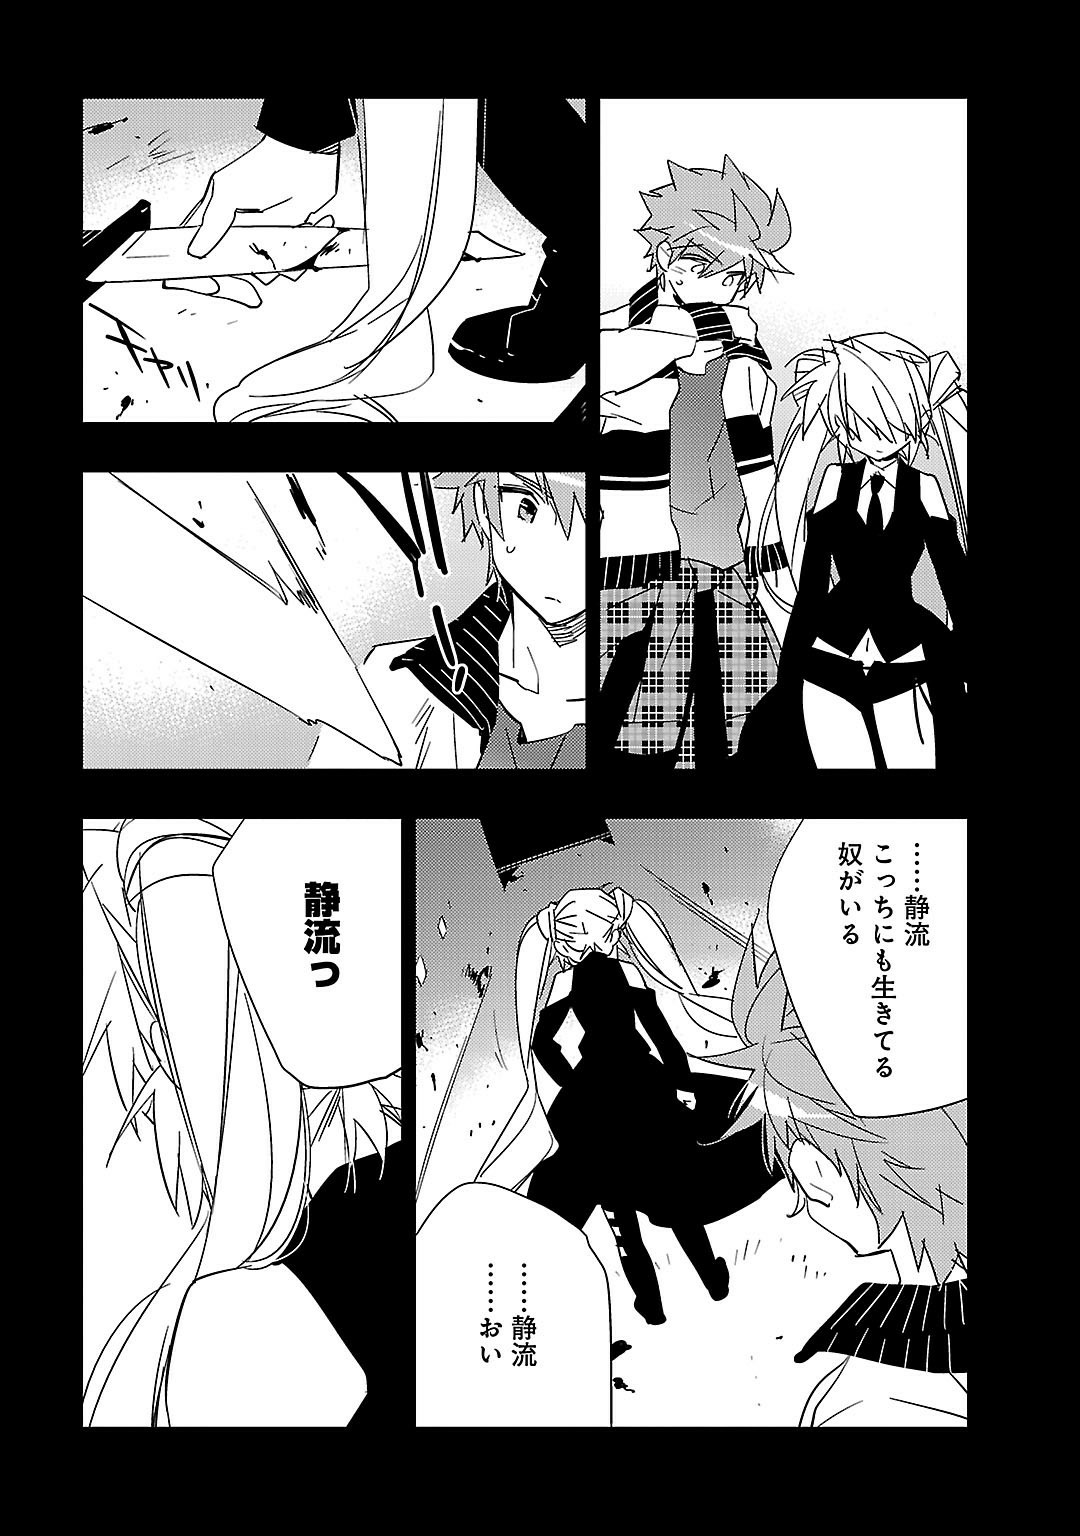 チャリ
……静流
こっちにも生きてる
奴がいる
……静流
……おい
静流っ